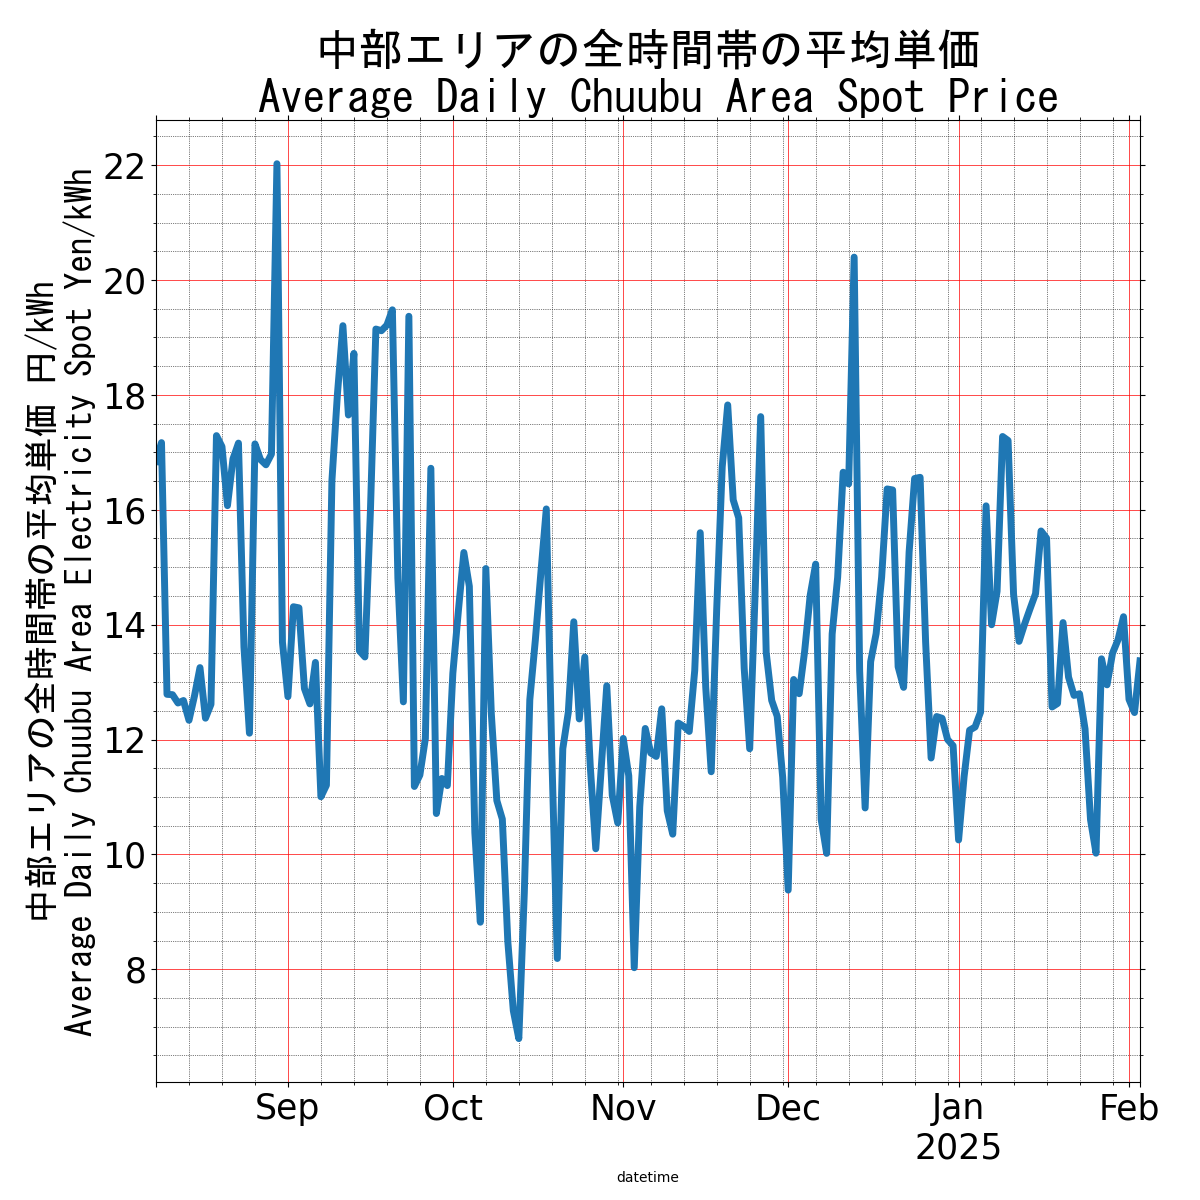 中部エリアの全時間帯の平均単価
Average Daily Chuubu Area Spot Price
中部エリアの全時間帯の平均単価 円/kWh
Average Daily Chuubu Area Electricity Spot Yen/kWh
22
20
18
16
14
12
10
8
Sep Oct Nov Dec Jan Feb
2025
datetime